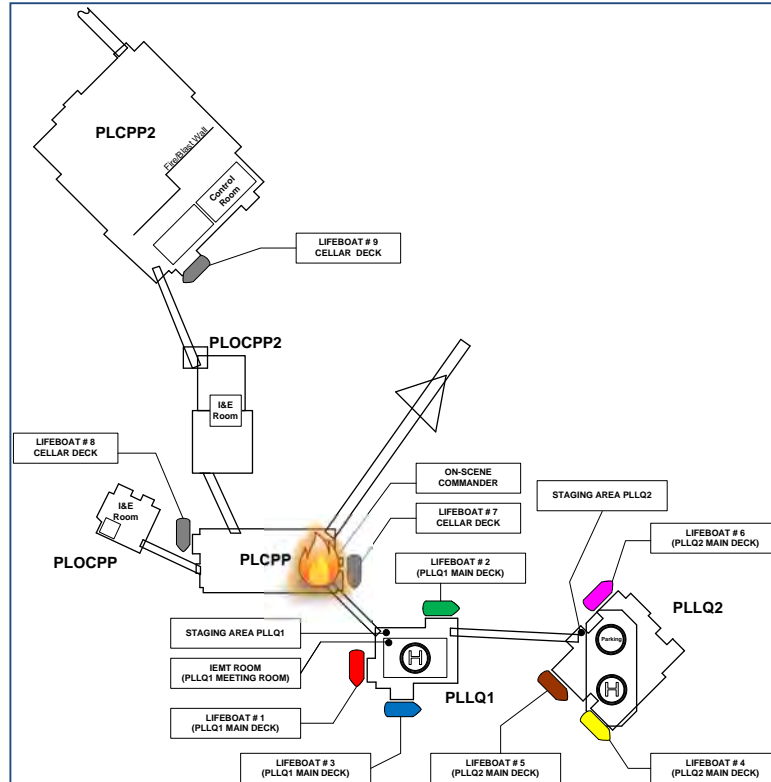 PLCPP2
Fire/Blast Wall
Control
Room
LIFEBOAT # 9
CELLAR DECK
PLOCPP2
I&E
Room
LIFEBOAT # 8
CELLAR DECK
ON-SCENE
COMMANDER
STAGING AREA PLLQ2
I&E
Room
LIFEBOAT # 7
CELLAR DECK
LIFEBOAT # 6
(PLLQ2 MAIN DECK)
PLOCPP
PLCPP
LIFEBOAT # 2
(PLLQ1 MAIN DECK)
PLLQ2
STAGING AREA PLLQ1
Parking
IEMT ROOM
(PLLQ1 MEETING ROOM)
H
H
PLLQ1
LIFEBOAT # 1
(PLLQ1 MAIN DECK)
LIFEBOAT # 3
(PLLQ1 MAIN DECK)
LIFEBOAT # 5
(PLLQ2 MAIN DECK)
LIFEBOAT # 4
(PLLQ2 MAIN DECK)